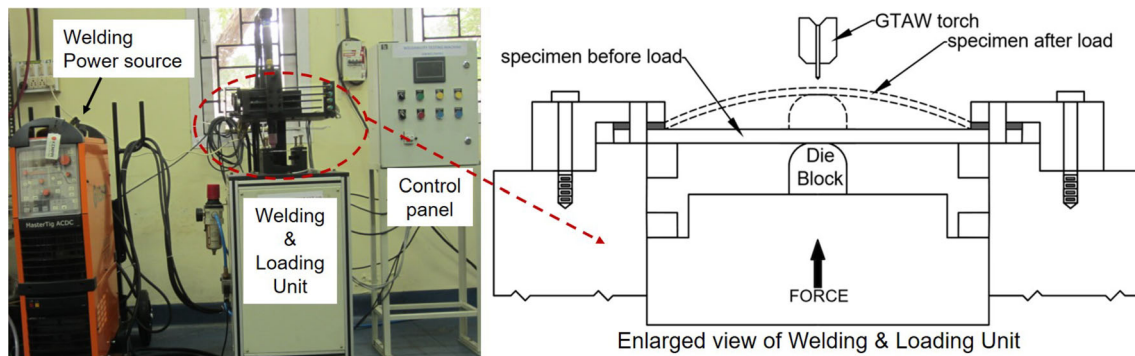 Welding
Power source
MasterTig ACDC
Welding
&
Loading
Unit
Control
panel
GTAW torch
specimen before load
specimen after load
Die
Block
FORCE
Enlarged view of Welding & Loading Unit